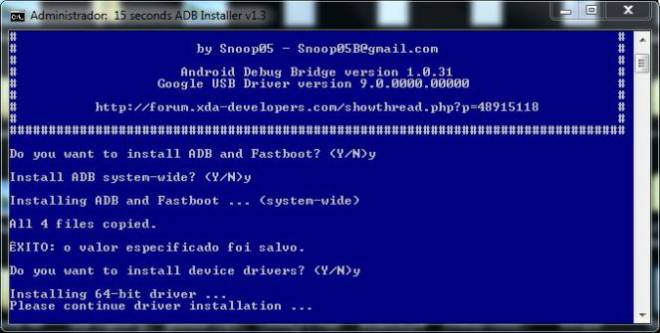 Administrador: 15 seconds ADB Installer v1.3
# #
# by Snoop05 - Snoop05B@gmail.com #
# #
# Android Debug Bridge version 1.0.31 #
# Google USB Driver version 9.0.0000.00000 #
# #
# http://forum.xda-developers.com/showthread.php?p=48915118 #
# #
###############################################################################
Do you want to install ADB and Fastboot? (Y/N)y
Install ADB system-wide? (Y/N)y
Installing ADB and Fastboot ... (system-wide)
All 4 files copied.
ÊXITO: o valor especificado foi salvo.
Do you want to install device drivers? (Y/N)y
Installing 64-bit driver ...
Please continue driver installation ...